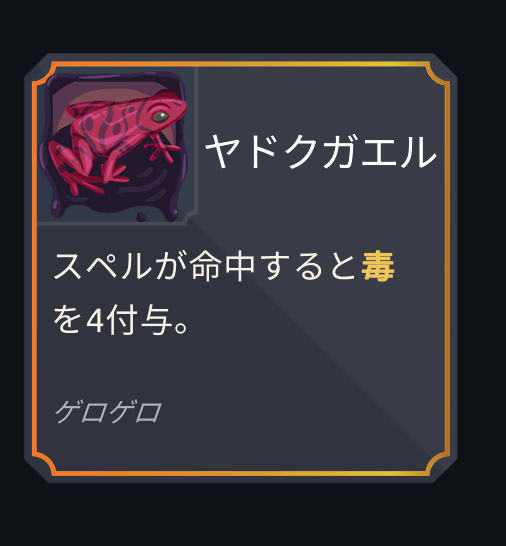 ヤドクガエル
スペルが命中すると毒
を4付与。
ゲロゲロ